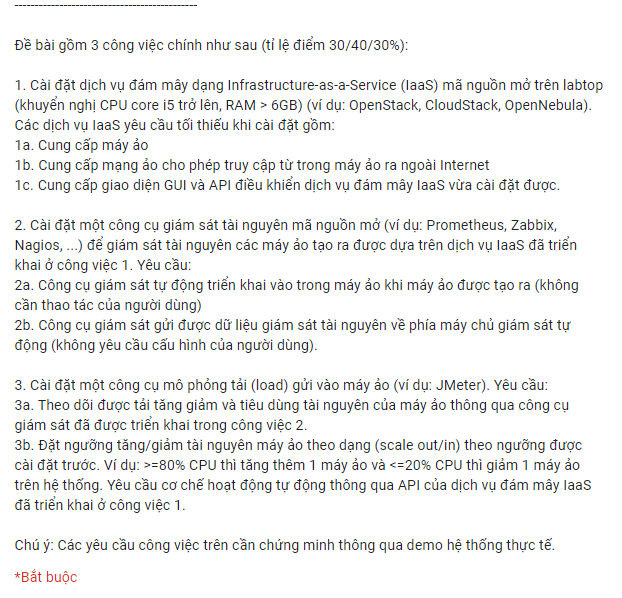 ----------------------------------------------
Đề bài gồm 3 công việc chính như sau (tỉ lệ điểm 30/40/30%):
1. Cài đặt dịch vụ đám mây dạng Infrastructure-as-a-Service (IaaS) mã nguồn mở trên labtop
(khuyến nghị CPU core i5 trở lên, RAM > 6GB) (ví dụ: OpenStack, CloudStack, OpenNebula).
Các dịch vụ IaaS yêu cầu tối thiếu khi cài đặt gồm:
1a. Cung cấp máy ảo
1b. Cung cấp mạng ảo cho phép truy cập từ trong máy ảo ra ngoài Internet
1c. Cung cấp giao diện GUI và API điều khiển dịch vụ đám mây IaaS vừa cài đặt được.
2. Cài đặt một công cụ giám sát tài nguyên mã nguồn mở (ví dụ: Prometheus, Zabbix,
Nagios, ...) để giám sát tài nguyên các máy ảo tạo ra được dựa trên dịch vụ IaaS đã triển
khai ở công việc 1. Yêu cầu:
2a. Công cụ giám sát tự động triển khai vào trong máy ảo khi máy ảo được tạo ra (không
cần thao tác của người dùng)
2b. Công cụ giám sát gửi được dữ liệu giám sát tài nguyên về phía máy chủ giám sát tự
động (không yêu cầu cấu hình của người dùng).
3. Cài đặt một công cụ mô phỏng tải (load) gửi vào máy ảo (ví dụ: JMeter). Yêu cầu:
3a. Theo dõi được tải tăng giảm và tiêu dùng tài nguyên của máy ảo thông qua công cụ
giám sát đã được triển khai trong công việc 2.
3b. Đặt ngưỡng tăng/giảm tài nguyên máy ảo theo dạng (scale out/in) theo ngưỡng được
cài đặt trước. Ví dụ: >=80% CPU thì tăng thêm 1 máy ảo và <=20% CPU thì giảm 1 máy ảo
trên hệ thống. Yêu cầu cơ chế hoạt động tự động thông qua API của dịch vụ đám mây IaaS
đã triển khai ở công việc 1.
Chú ý: Các yêu cầu công việc trên cần chứng minh thông qua demo hệ thống thực tế.
*Bắt buộc